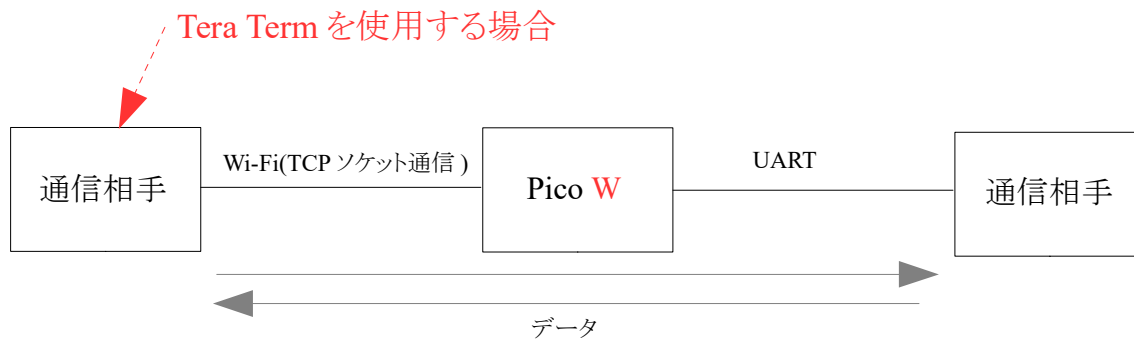 Tera Term を使用する場合
通信相手
Wi-Fi(TCP ソケット通信 )
Pico W
UART
通信相手
データ